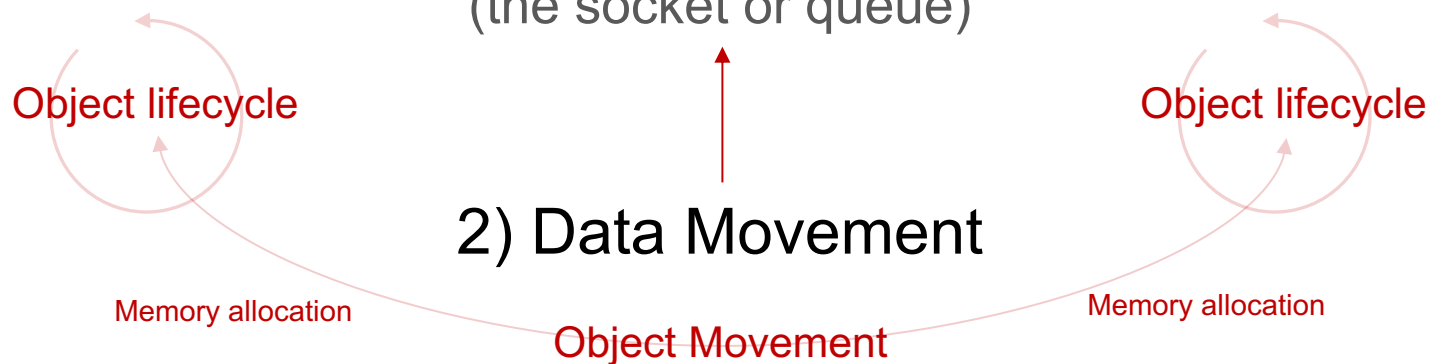 (the socket or queue)
Object lifecycle
Object lifecycle
2) Data Movement
Memory allocation
Memory allocation
Object Movement